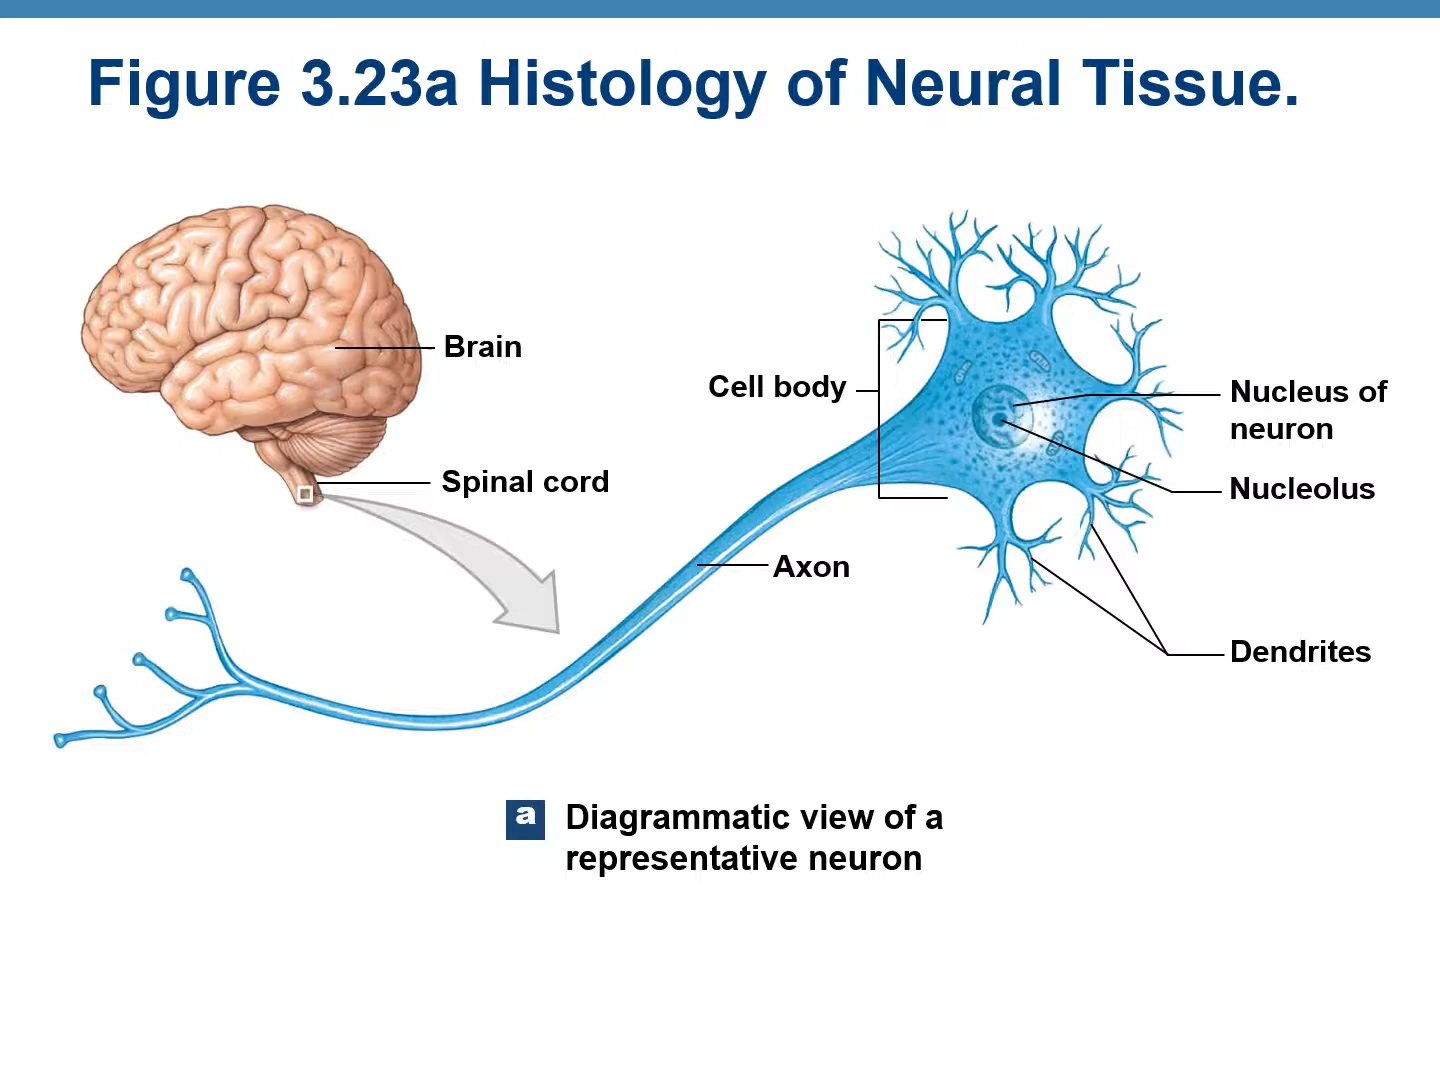 Figure 3.23a Histology of Neural Tissue.
Brain
Spinal cord
Cell body
Axon
Nucleus of
neuron
Nucleolus
Dendrites
a Diagrammatic view of a
representative neuron